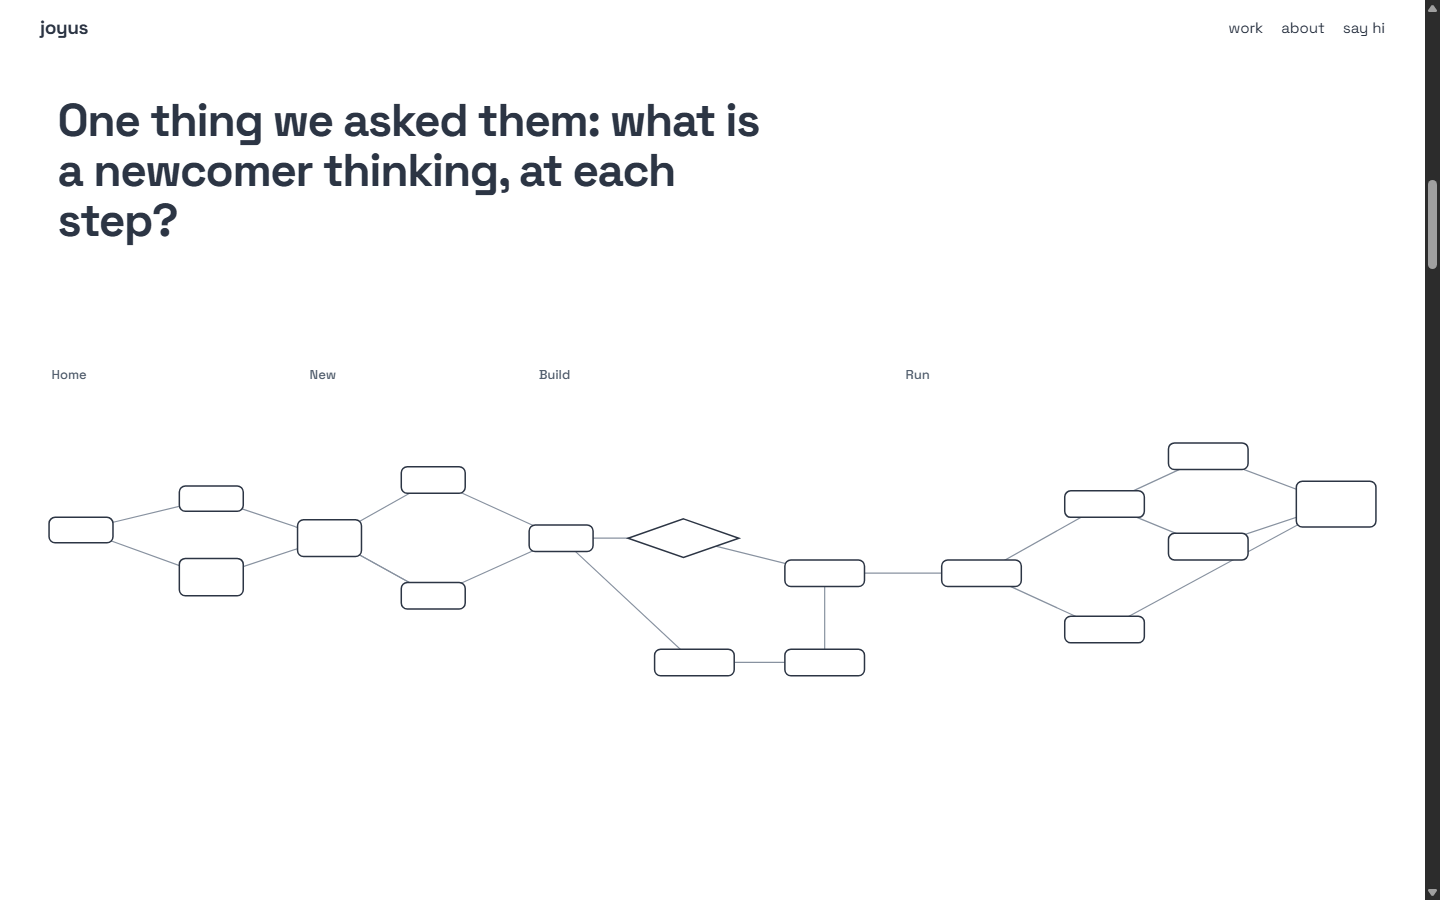 joyus
work about say hi
One thing we asked them: what is
a newcomer thinking, at each
step?
Home New Build Run